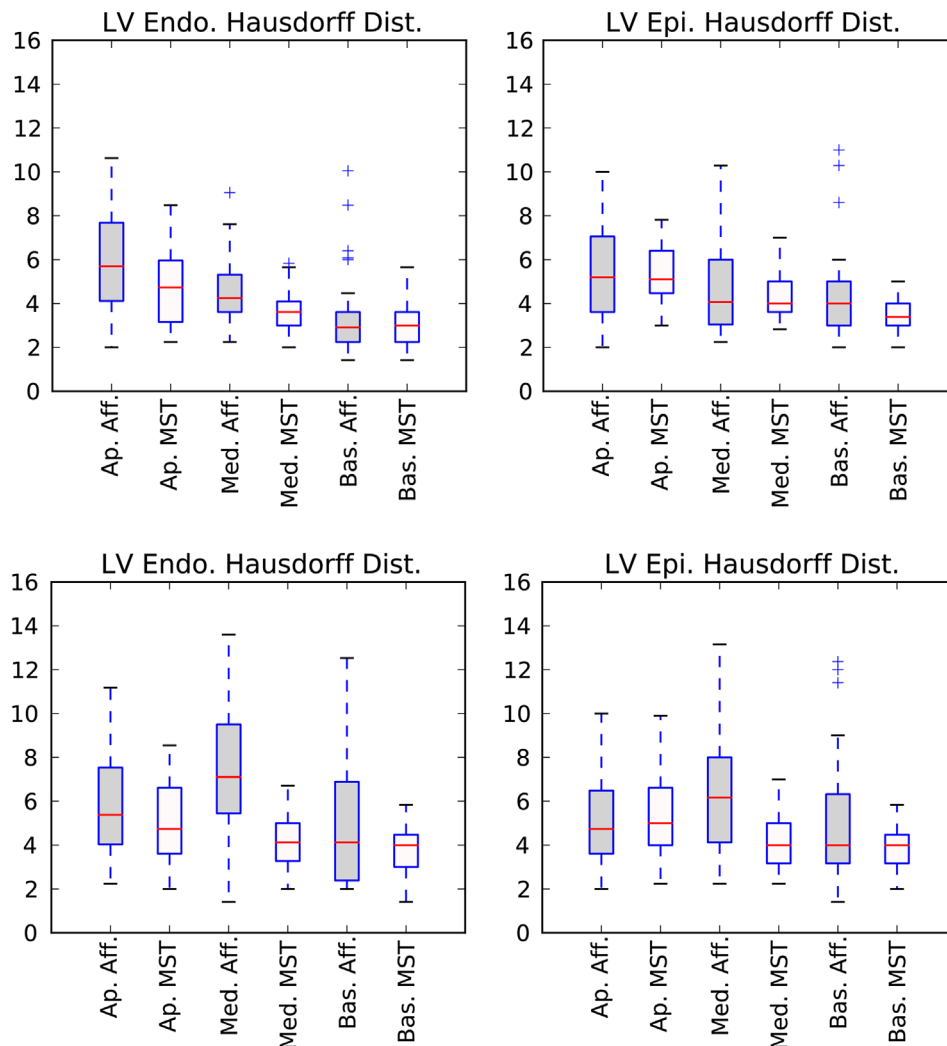 LV Endo. Hausdorff Dist.
16
14
12
10
8
6
4
2
0
Ap. Aff.
Ap. MST
Med. Aff.
Med. MST
Bas. Aff.
Bas. MST
LV Epi. Hausdorff Dist.
16
14
12
10
8
6
4
2
0
Ap. Aff.
Ap. MST
Med. Aff.
Med. MST
Bas. Aff.
Bas. MST
LV Endo. Hausdorff Dist.
16
14
12
10
8
6
4
2
0
Ap. Aff.
Ap. MST
Med. Aff.
Med. MST
Bas. Aff.
Bas. MST
LV Epi. Hausdorff Dist.
16
14
12
10
8
6
4
2
0
Ap. Aff.
Ap. MST
Med. Aff.
Med. MST
Bas. Aff.
Bas. MST